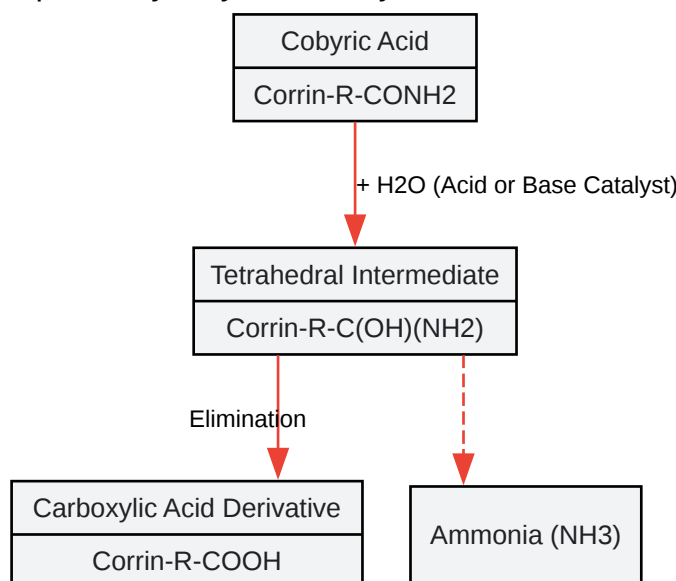 Cobyric Acid
Corrin-R-CONH2
+ H2O (Acid or Base Catalyst)
Tetrahedral Intermediate
Corrin-R-C(OH)(NH2)
Elimination
Carboxylic Acid Derivative
Corrin-R-COOH
Ammonia (NH3)